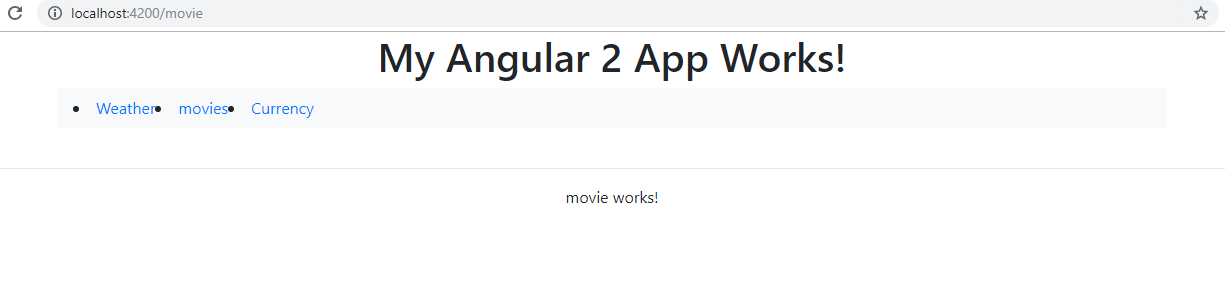 localhost:4200/movie
My Angular 2 App Works!
Weather movies Currency
movie works!